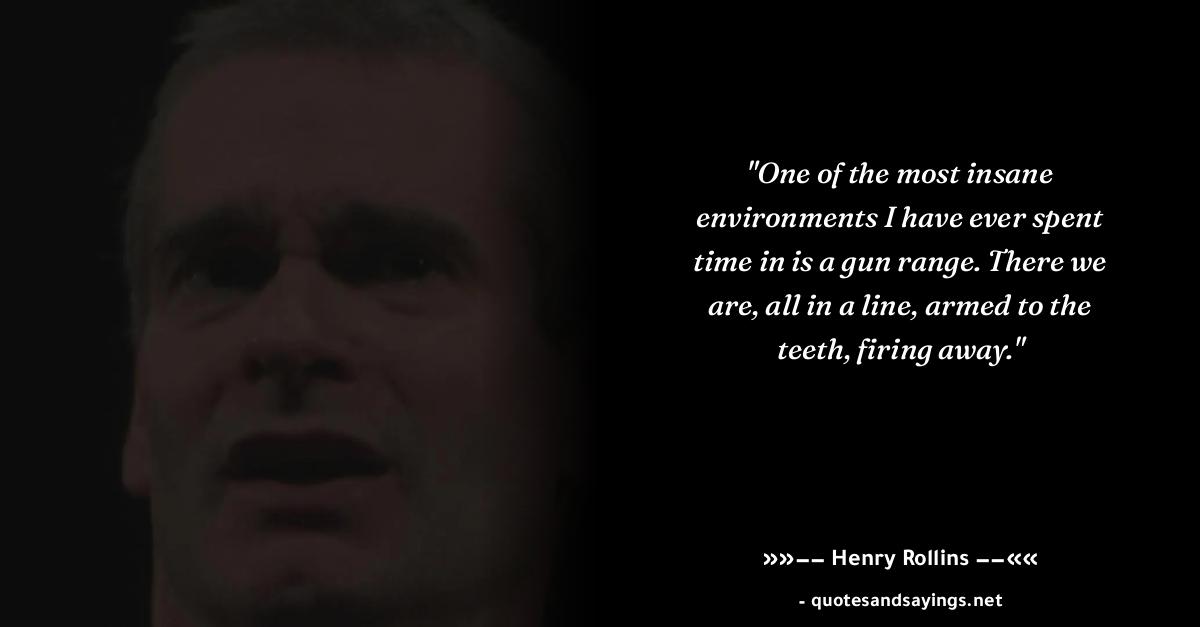 "One of the most insane
environments I have ever spent
time in is a gun range. There we
are, all in a line, armed to the
teeth, firing away."
»»—— Henry Rollins ——««
- quotesandsayings.net